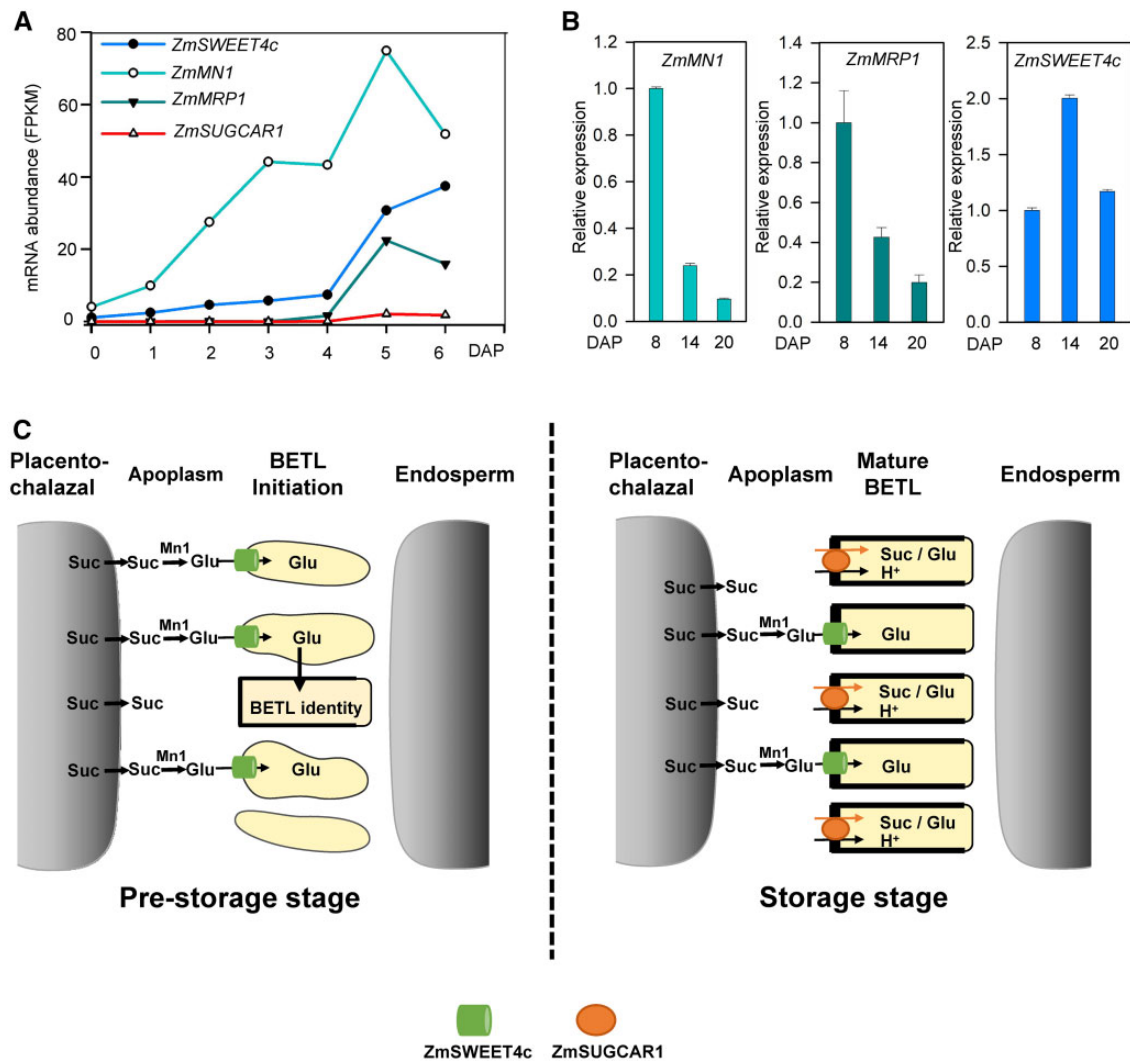 A
mRNA abundance (FPKM)
80
60
40
20
0
ZmSWEET4c
ZmMN1
ZmMRP1
ZmSUGCAR1
0 1 2 3 4 5 6 DAP
B
Relative expression
1.2
1.0
0.8
0.6
0.4
0.2
0.0
ZmMN1
DAP 8 14 20
Relative expression
1.4
1.2
1.0
0.8
0.6
0.4
0.2
0.0
ZmMRP1
DAP 8 14 20
Relative expression
2.5
2.0
1.5
1.0
0.5
0.0
ZmSWEET4c
DAP 8 14 20
C
Placento-
chalazal
Apoplasm
BETL
Initiation
Endosperm
Suc Suc Mn1 Glu Glu
Suc Suc Mn1 Glu Glu
Suc Suc BETL identity
Suc Suc Mn1 Glu Glu
Pre-storage stage
Placento-
chalazal
Apoplasm
Mature
BETL
Endosperm
Suc / Glu
H⁺
Suc Suc
Suc Suc Mn1 Glu Glu
Suc / Glu
Suc Suc H⁺
Suc Suc Mn1 Glu Glu
Suc / Glu
H⁺
Storage stage
ZmSWEET4c ZmSUGCAR1